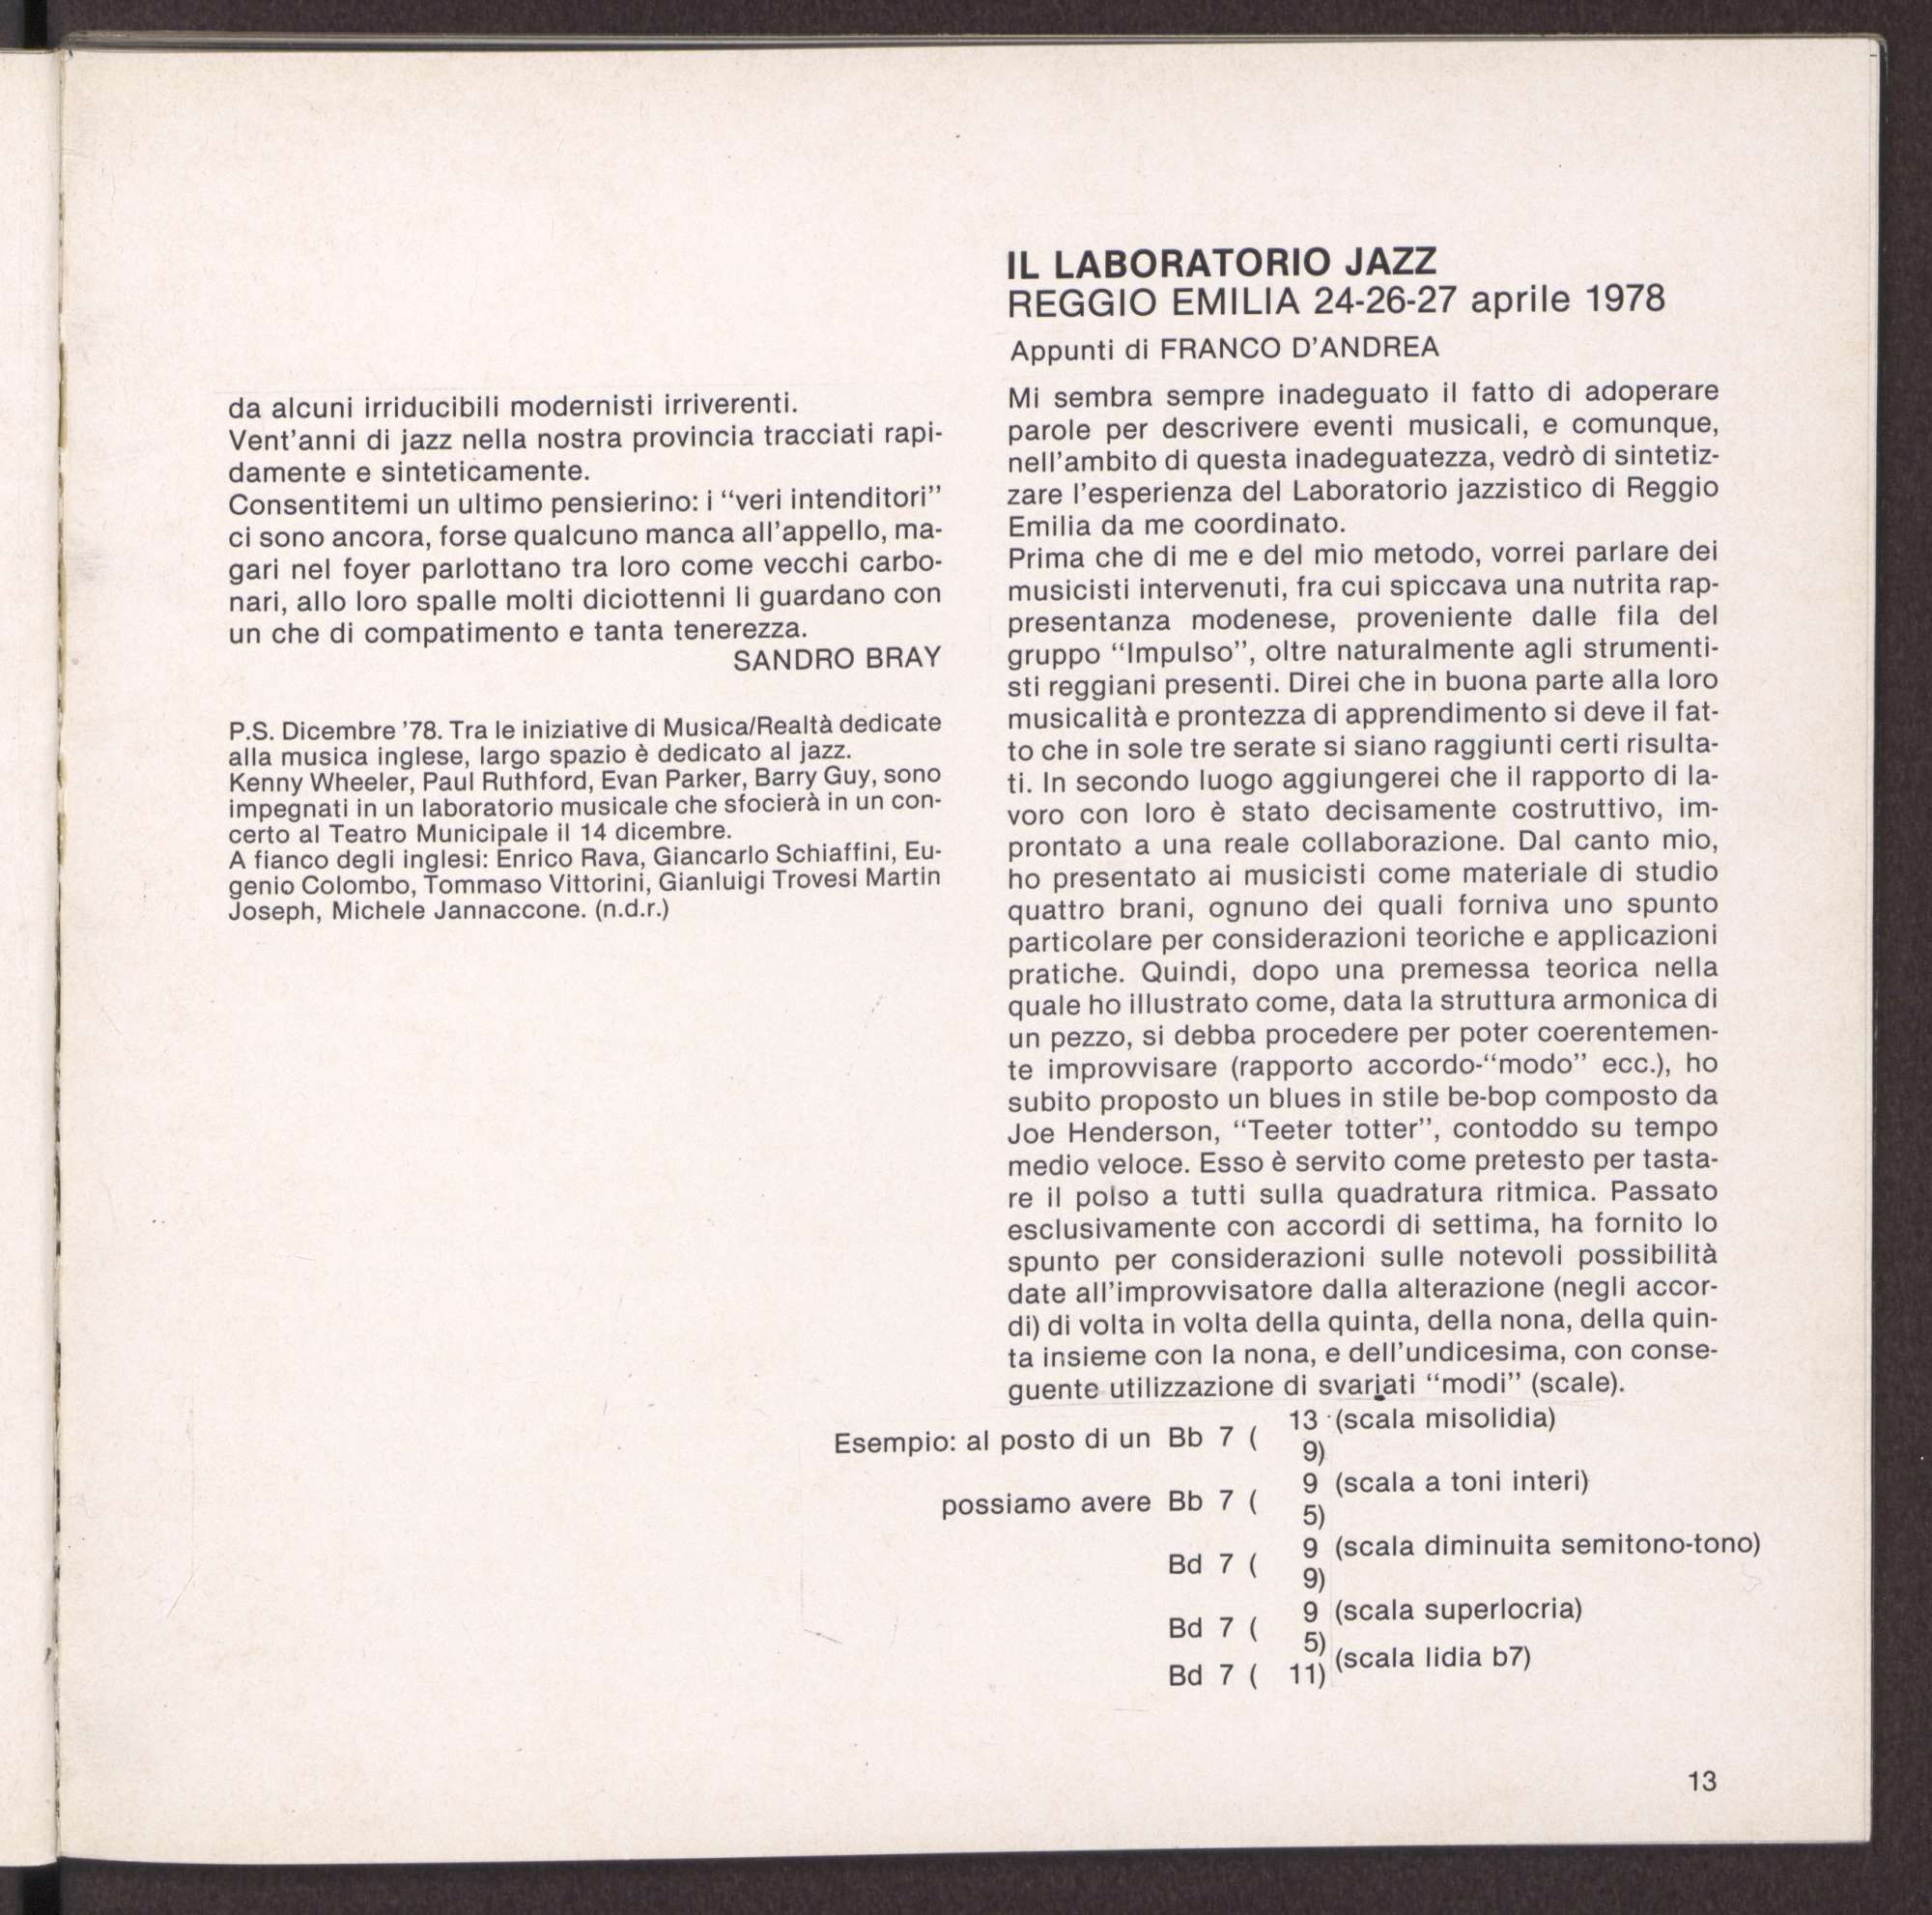 da alcuni irriducibili modernisti irriverenti.
Vent'anni di jazz nella nostra provincia tracciati rapi-
damente e sinteticamente.
Consentitemi un ultimo pensierino: i “veri intenditori”
ci sono ancora, forse qualcuno manca all'appello, ma-
gari nel foyer parlottano tra loro come vecchi carbo-
nari, allo loro spalle molti diciottenni li guardano con
un che di compatimento e tanta tenerezza.
SANDRO BRAY
P.S. Dicembre '78. Tra le iniziative di Musica/Realtà dedicate
alla musica inglese, largo spazio è dedicato al jazz.
Kenny Wheeler, Paul Ruthford, Evan Parker, Barry Guy, sono
impegnati in un laboratorio musicale che sfocierà in un con-
certo al Teatro Municipale il 14 dicembre.
A fianco degli inglesi: Enrico Rava, Giancarlo Schiaffini, Eu-
genio Colombo, Tommaso Vittorini, Gianluigi Trovesi Martin
Joseph, Michele Jannaccone. (n.d.r.)
IL LABORATORIO JAZZ
REGGIO EMILIA 24-26-27 aprile 1978
Appunti di FRANCO D'ANDREA
Mi sembra sempre inadeguato il fatto di adoperare
parole per descrivere eventi musicali, e comunque,
nell'ambito di questa inadeguatezza, vedrò di sintetiz-
zare l'esperienza del Laboratorio jazzistico di Reggio
Emilia da me coordinato.
Prima che di me e del mio metodo, vorrei parlare dei
musicisti intervenuti, fra cui spiccava una nutrita rap-
presentanza modenese, proveniente dalle fila del
gruppo “Impulso”, oltre naturalmente agli strumenti-
sti reggiani presenti. Direi che in buona parte alla loro
musicalità e prontezza di apprendimento si deve il fat-
to che in sole tre serate si siano raggiunti certi risulta-
ti. In secondo luogo aggiungerei che il rapporto di la-
voro con loro è stato decisamente costruttivo, im-
prontato a una reale collaborazione. Dal canto mio,
ho presentato ai musicisti come materiale di studio
quattro brani, ognuno dei quali forniva uno spunto
particolare per considerazioni teoriche e applicazioni
pratiche. Quindi, dopo una premessa teorica nella
quale ho illustrato come, data la struttura armonica di
un pezzo, si debba procedere per poter coerentemen-
te improvvisare (rapporto accordo-“modo” ecc.), ho
subito proposto un blues in stile be-bop composto da
Joe Henderson, “Teeter totter”, contoddo su tempo
medio veloce. Esso è servito come pretesto per tasta-
re il polso a tutti sulla quadratura ritmica. Passato
esclusivamente con accordi di settima, ha fornito lo
spunto per considerazioni sulle notevoli possibilità
date all'improvvisatore dalla alterazione (negli accor-
di) di volta in volta della quinta, della nona, della quin-
ta insieme con la nona, e dell'undicesima, con conse-
guente utilizzazione di svariati “modi” (scale).
Esempio: al posto di un Bb 7 ( 13 (scala misolidia)
9)
possiamo avere Bb 7 ( 9 (scala a toni interi)
5)
Bd 7 ( 9 (scala diminuita semitono-tono)
9)
Bd 7 ( 9 (scala superlocria)
5)
Bd 7 ( 11) (scala lidia b7)
13